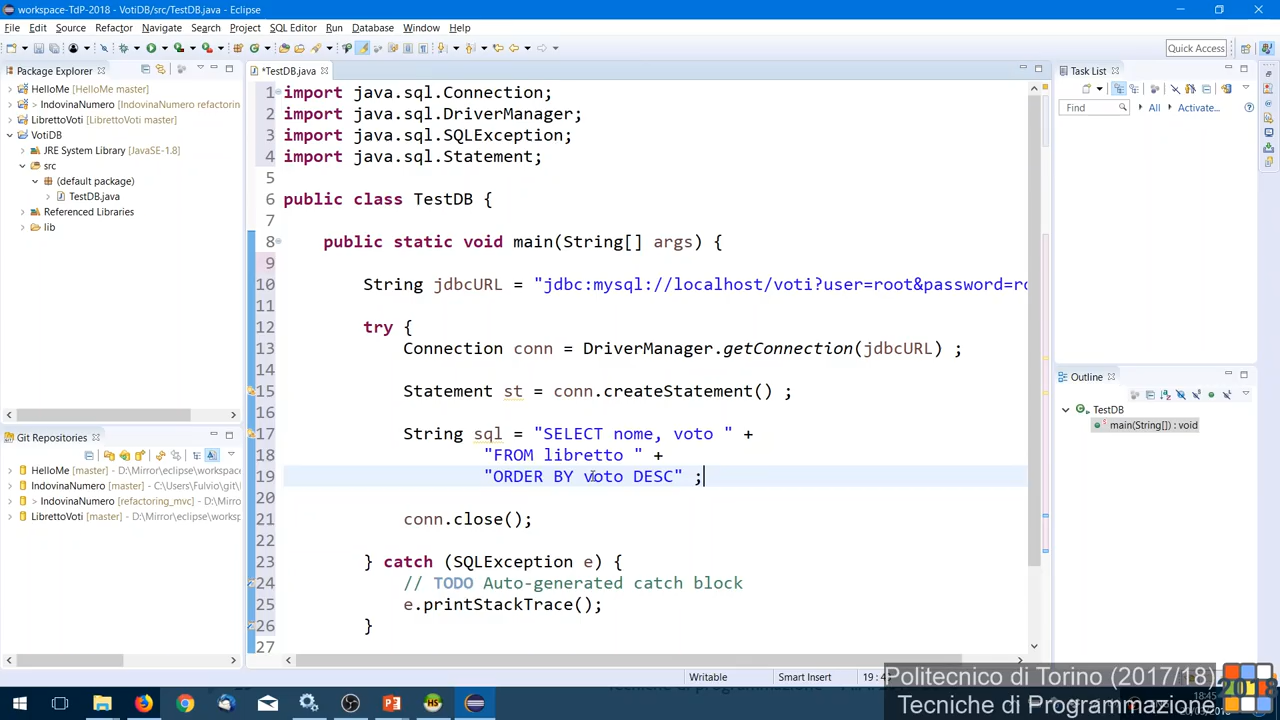 workspace-TdP-2018 - VotiDB/src/TestDB.java - Eclipse
File Edit Source Refactor Navigate Search Project SQL Editor Run Database Window Help
Quick Access
Package Explorer
HelloMe [HelloMe master]
> IndovinaNumero [IndovinaNumero refactorin
LibrettoVoti [LibrettoVoti master]
VotiDB
JRE System Library [JavaSE-1.8]
src
(default package)
TestDB.java
Referenced Libraries
lib
Git Repositories
HelloMe [master] - D:\Mirror\eclipse\works
IndovinaNumero [master] - D:\Mirror\eclips
IndovinaNumero [refactoring_mvc] - D:\Mirr
LibrettoVoti [master] - D:\Mirror\eclipse\wo
*TestDB.java
1 import java.sql.Connection;
2 import java.sql.DriverManager;
3 import java.sql.SQLException;
4 import java.sql.Statement;
5
6 public class TestDB {
7
8 public static void main(String[] args) {
9
10 String jdbcURL = "jdbc:mysql://localhost/voti?user=root&password=ro
11
12 try {
13 Connection conn = DriverManager.getConnection(jdbcURL) ;
14
15 Statement st = conn.createStatement() ;
16
17 String sql = "SELECT nome, voto " +
18 "FROM libretto " +
19 "ORDER BY voto DESC" ;
20
21 conn.close();
22
23 } catch (SQLException e) {
24 // TODO Auto-generated catch block
25 e.printStackTrace();
26 }
27
Task List
Find All Activate...
Outline
TestDB
main(String[]) : void
Writable Smart Insert 19 : 4
Politecnico di Torino (2017/18)
Tecniche di Programmazione
2018
18:45